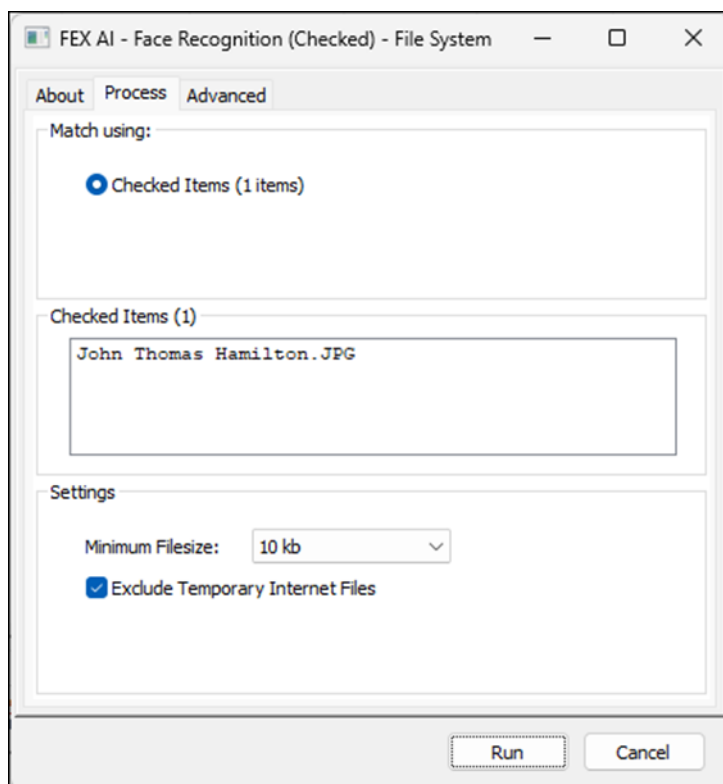 FEX AI - Face Recognition (Checked) - File System
About Process Advanced
Match using:
Checked Items (1 items)
Checked Items (1)
John Thomas Hamilton.JPG
Settings
Minimum Filesize: 10 kb
Exclude Temporary Internet Files
Run Cancel